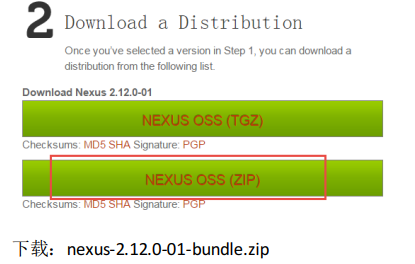 2 Download a Distribution
Once you've selected a version in Step 1, you can download a
distribution from the following list.
Download Nexus 2.12.0-01
NEXUS OSS (TGZ)
Checksums: MD5 SHA Signature: PGP
NEXUS OSS (ZIP)
Checksums: MD5 SHA Signature: PGP
下载：nexus-2.12.0-01-bundle.zip